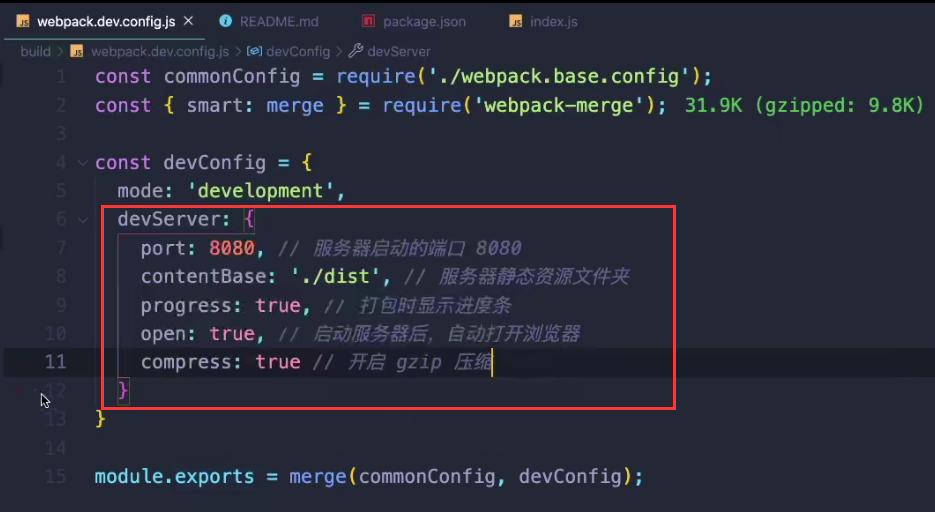 webpack.dev.config.js × README.md package.json index.js
build > webpack.dev.config.js > devConfig > devServer
1 const commonConfig = require('./webpack.base.config');
2 const { smart: merge } = require('webpack-merge'); 31.9K (gzipped: 9.8K)
3
4 const devConfig = {
5 mode: 'development',
6 devServer: {
7 port: 8080, // 服务器启动的端口 8080
8 contentBase: './dist', // 服务器静态资源文件夹
9 progress: true, // 打包时显示进度条
10 open: true, // 启动服务器后，自动打开浏览器
11 compress: true // 开启 gzip 压缩
12 }
13 }
14
15 module.exports = merge(commonConfig, devConfig);